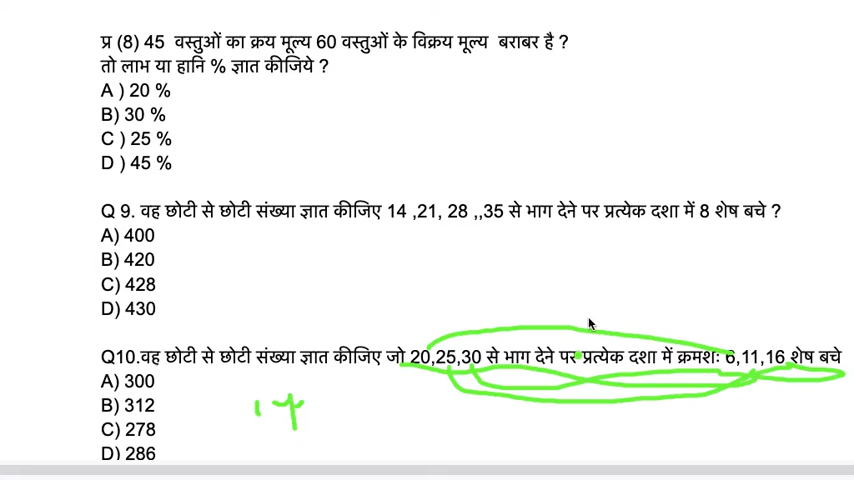 प्र (8) 45 वस्तुओं का क्रय मूल्य 60 वस्तुओं के विक्रय मूल्य बराबर है ?
तो लाभ या हानि % ज्ञात कीजिये ?
A ) 20 %
B) 30 %
C ) 25 %
D ) 45 %
Q 9. वह छोटी से छोटी संख्या ज्ञात कीजिए 14 ,21, 28 ,,35 से भाग देने पर प्रत्येक दशा में 8 शेष बचे ?
A) 400
B) 420
C) 428
D) 430
Q10.वह छोटी से छोटी संख्या ज्ञात कीजिए जो 20,25,30 से भाग देने पर प्रत्येक दशा में क्रमशः 6,11,16 शेष बचे
A) 300
B) 312
C) 278
D) 286